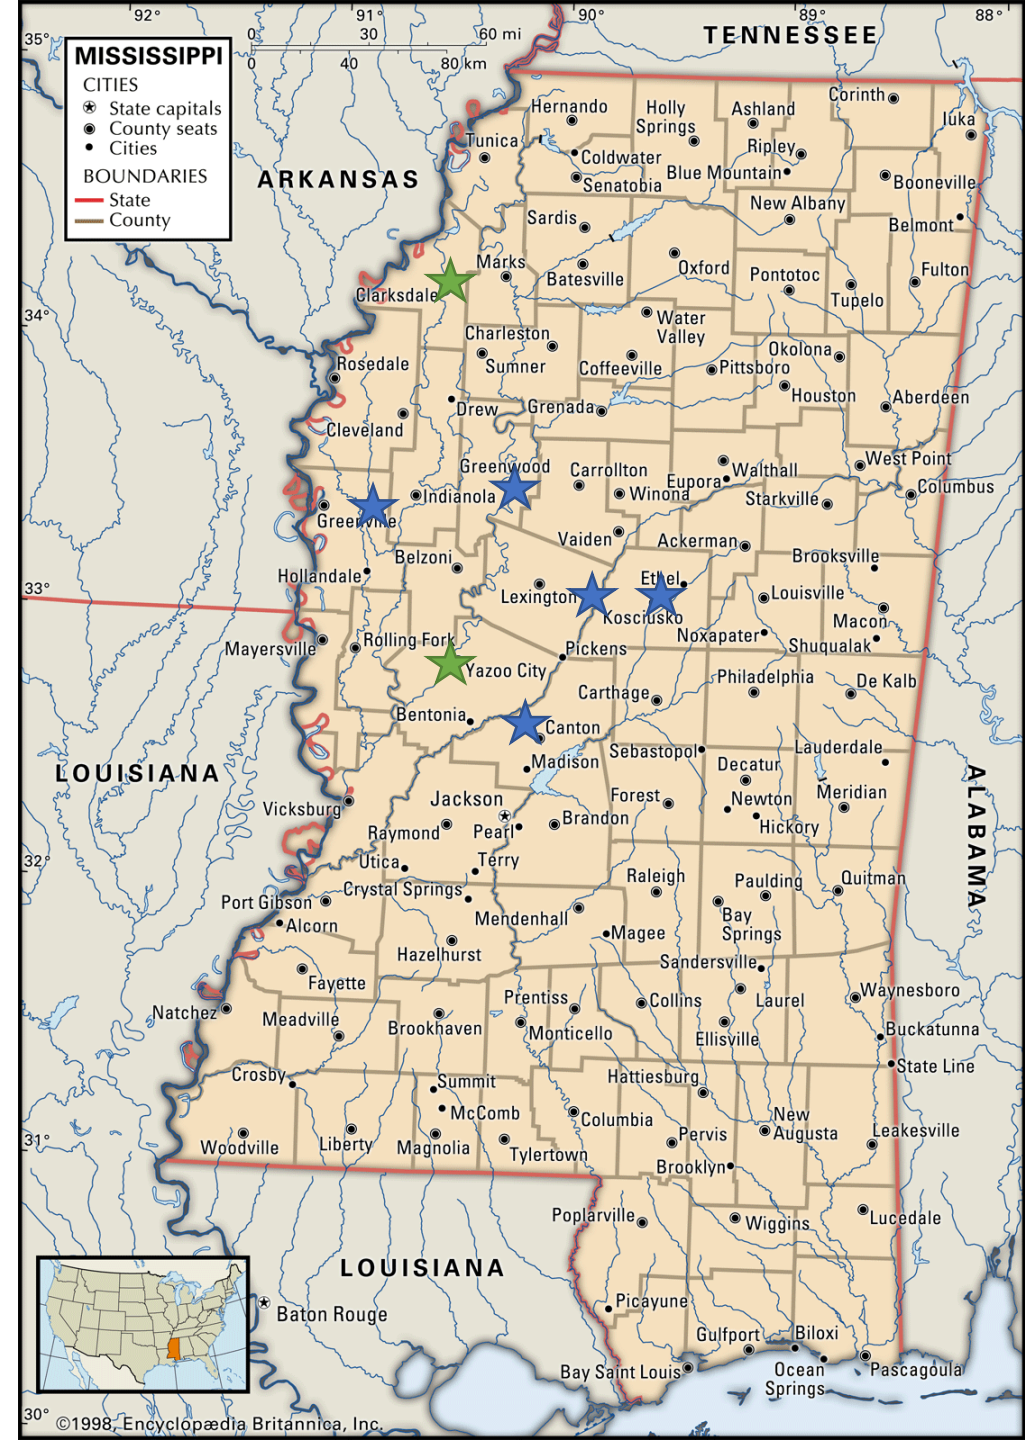 92°
91°
90°
89°
88°
35°
0 30 60 mi
0 40 80 km
TENNESSEE
MISSISSIPPI
CITIES
State capitals
County seats
Cities
BOUNDARIES
State
County
ARKANSAS
Hernando
Holly
Springs
Ashland
Corinth
Iuka
Tunica
Coldwater
Ripley
Blue Mountain
Senatobia
Booneville
New Albany
Sardis
Belmont
Marks
Batesville
Oxford
Pontotoc
Tupelo
Fulton
Clarksdale
34°
Water
Valley
Charleston
Sumner
Coffeeville
Okolona
Pittsboro
Rosedale
Houston
Aberdeen
Drew
Grenada
Cleveland
Greenwood
Carrollton
Walthall
West Point
Eupora
Indianola
Winona
Starkville
Columbus
Greenville
Vaiden
Ackerman
Brooksville
Belzoni
Hollandale
Ethel
33°
Lexington
Louisville
Kosciusko
Macon
Noxapater
Shuqualak
Mayersville
Rolling Fork
Pickens
Yazoo City
Philadelphia
De Kalb
Carthage
Bentonia
Canton
Sebastopol
Lauderdale
LOUISIANA
Madison
Decatur
ALABAMA
Jackson
Forest
Newton
Meridian
Vicksburg
Raymond
Pearl
Brandon
Hickory
32°
Utica
Terry
Crystal Springs
Raleigh
Paulding
Quitman
Port Gibson
Alcorn
Mendenhall
Bay
Springs
Magee
Hazelhurst
Sandersville
Fayette
Natchez
Meadville
Prentiss
Collins
Laurel
Waynesboro
Brookhaven
Monticello
Ellisville
Buckatunna
State Line
Crosby
Summit
Hattiesburg
McComb
Columbia
New
Augusta
31°
Woodville
Liberty
Magnolia
Tylertown
Pervis
Leakesville
Brooklyn
Poplarville
Wiggins
Lucedale
LOUISIANA
Baton Rouge
Picayune
Gulfport
Biloxi
Bay Saint Louis
Ocean
Springs
Pascagoula
30°
©1998, Encyclopædia Britannica, Inc.